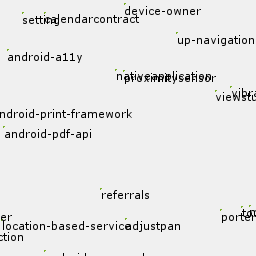 device-owner
setting
calendarcontract
up-navigation
android-a11y
nativeapplication
proximitysensor
vibra
viewstu
ndroid-print-framework
android-pdf-api
referrals
porter
er
location-based-service
adjustpan
ction